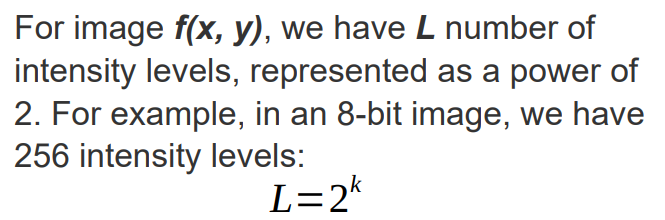 For image f(x, y), we have L number of
intensity levels, represented as a power of
2. For example, in an 8-bit image, we have
256 intensity levels:
L=2^k